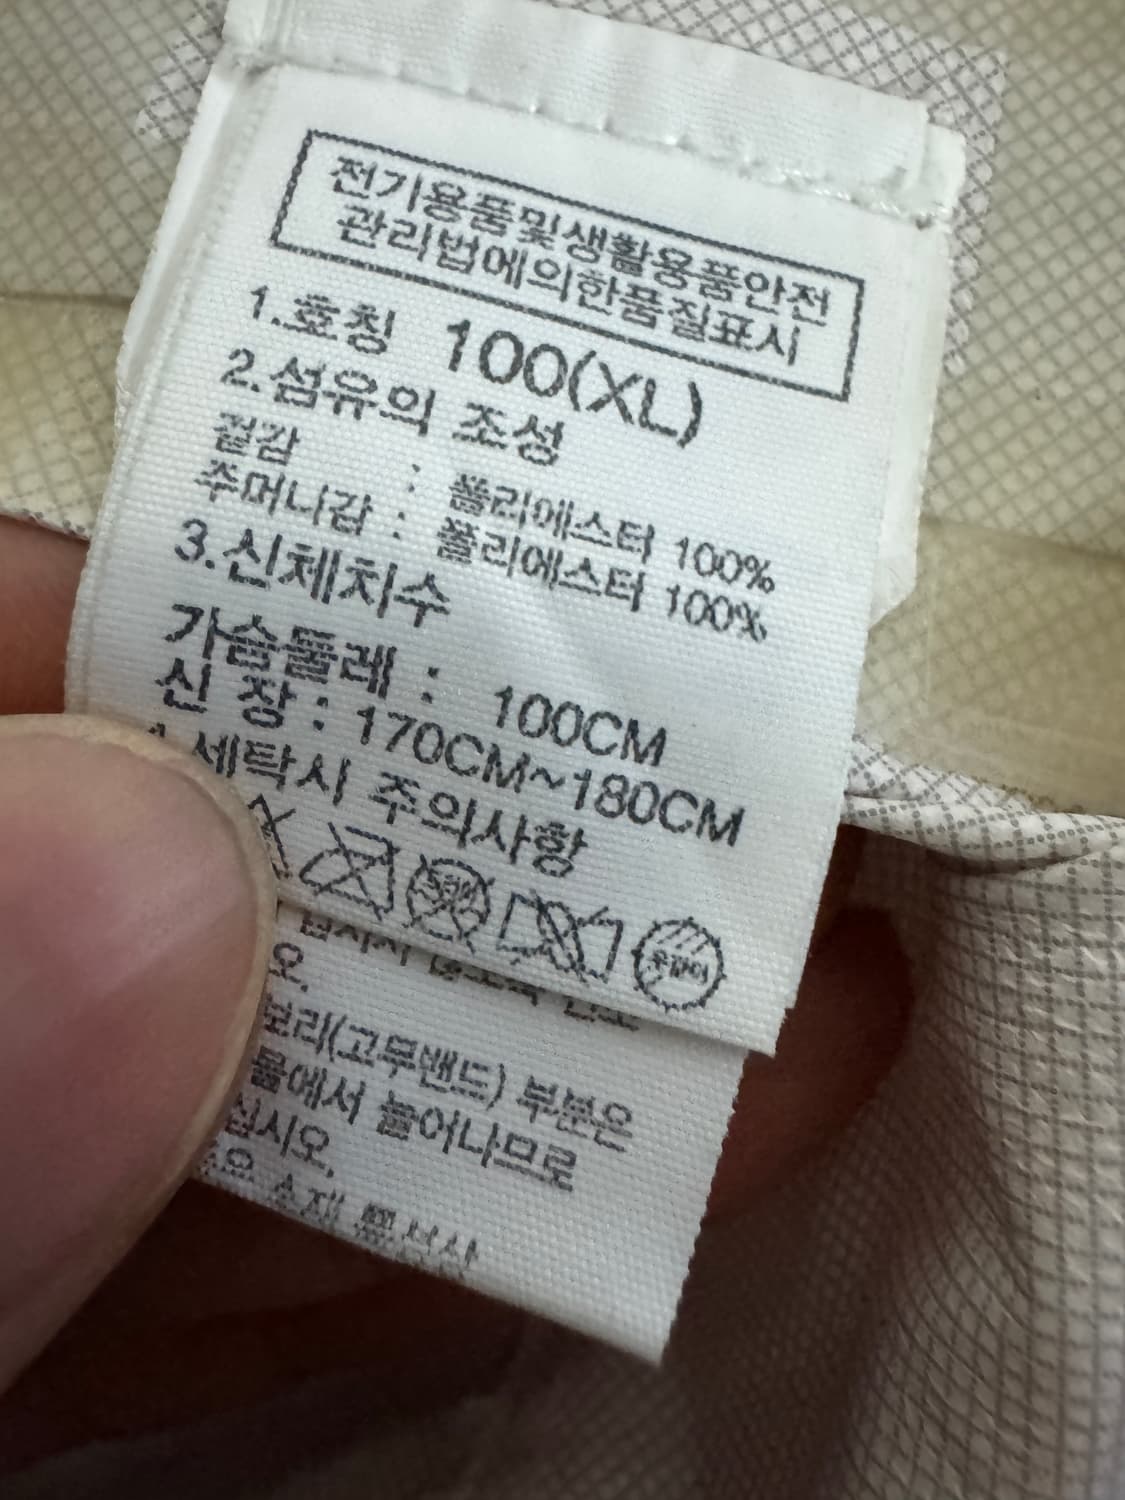 전기용품및생활용품안전
관리법에의한품질표시
1.호칭 100(XL)
2.섬유의 조성
겉감 : 폴리에스터 100%
주머니감 : 폴리에스터 100%
3.신체치수
가슴둘레 : 100CM
신 장 : 170CM~180CM
세탁시 주의사항
오.
(고무밴드) 부분은
물에서 늘어나므로
십시오.
소재